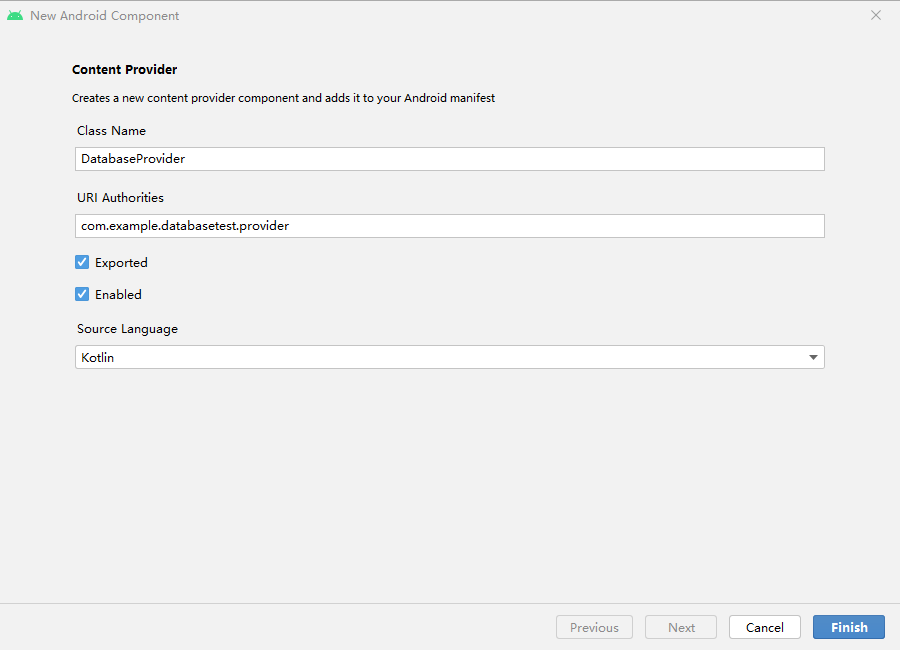 New Android Component
Content Provider
Creates a new content provider component and adds it to your Android manifest
Class Name
DatabaseProvider
URI Authorities
com.example.databasetest.provider
Exported
Enabled
Source Language
Kotlin
Previous
Next
Cancel
Finish